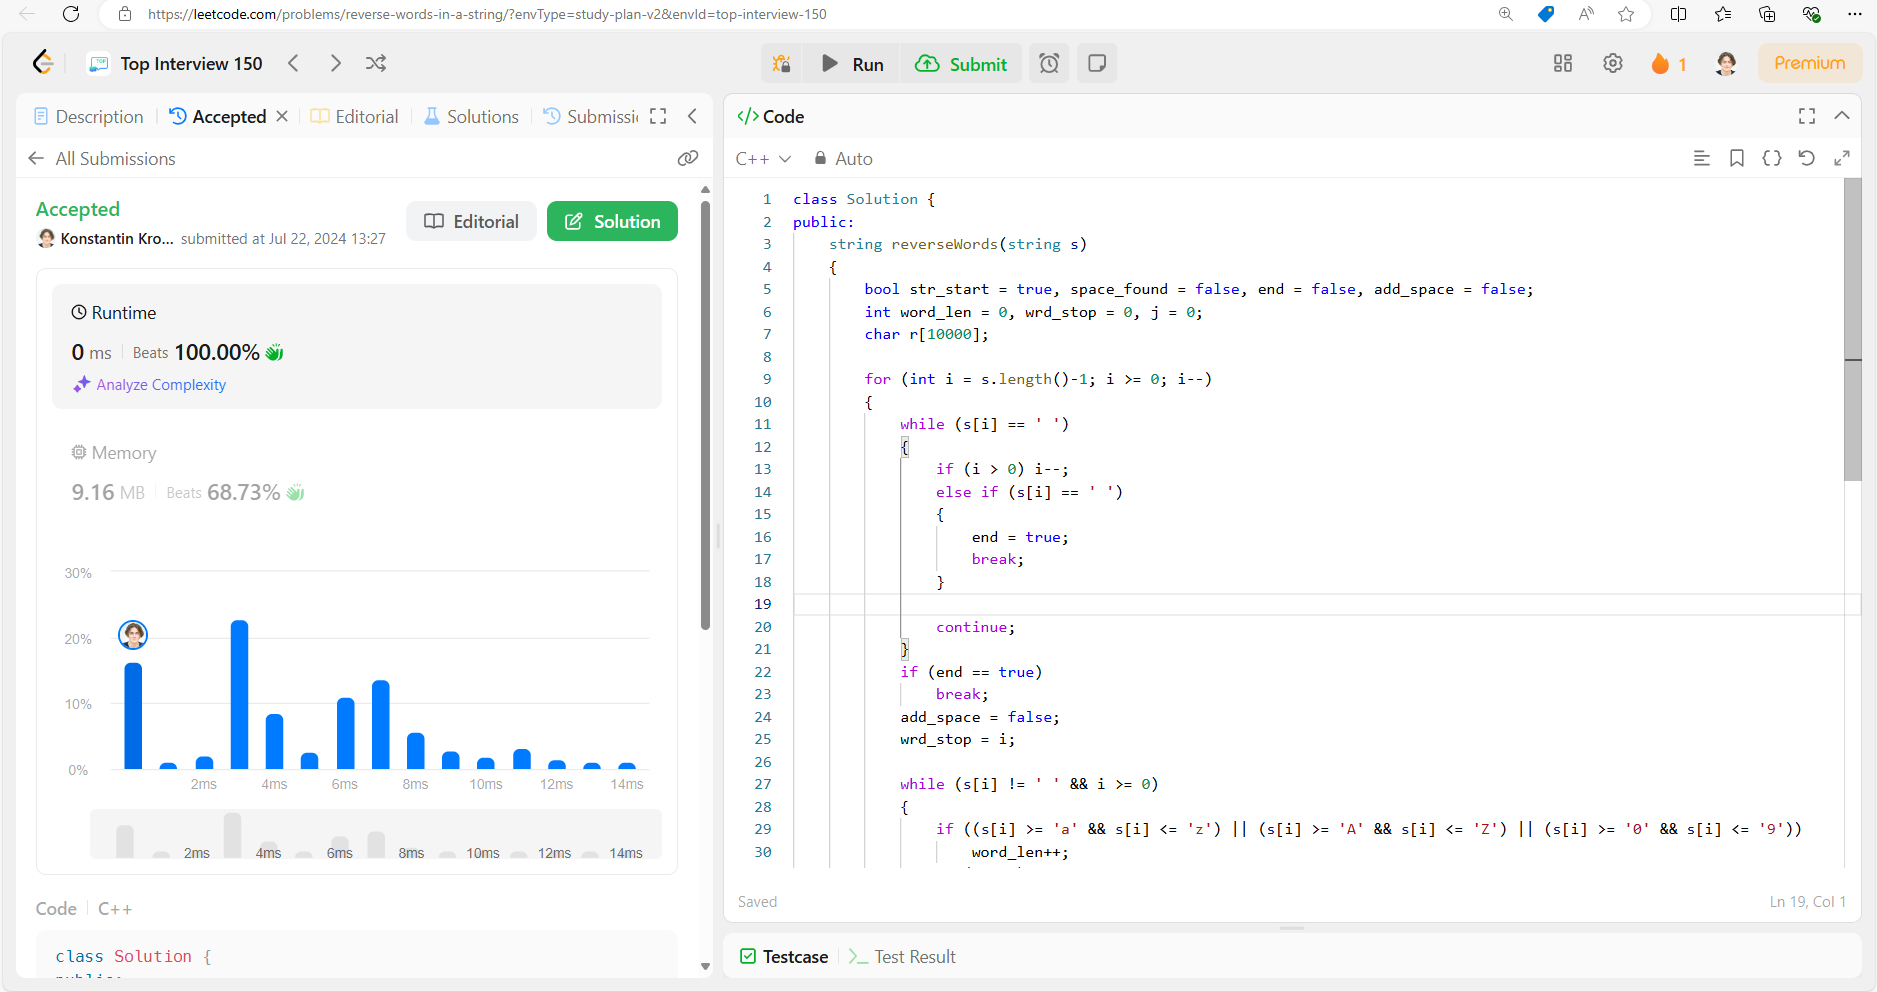 https://leetcode.com/problems/reverse-words-in-a-string/?envType=study-plan-v2&envId=top-interview-150
Top Interview 150
Run
Submit
1
Premium
Description
Accepted
Editorial
Solutions
Submissi
All Submissions
Accepted
Konstantin Kro... submitted at Jul 22, 2024 13:27
Editorial
Solution
Runtime
0 ms
Beats 100.00%
Analyze Complexity
Memory
9.16 MB
Beats 68.73%
30%
20%
10%
0%
2ms 4ms 6ms 8ms 10ms 12ms 14ms
2ms 4ms 6ms 8ms 10ms 12ms 14ms
Code C++
class Solution {
public:
</> Code
C++ Auto
1 class Solution {
2 public:
3 string reverseWords(string s)
4 {
5 bool str_start = true, space_found = false, end = false, add_space = false;
6 int word_len = 0, wrd_stop = 0, j = 0;
7 char r[10000];
8
9 for (int i = s.length()-1; i >= 0; i--)
10 {
11 while (s[i] == ' ')
12 {
13 if (i > 0) i--;
14 else if (s[i] == ' ')
15 {
16 end = true;
17 break;
18 }
19
20 continue;
21 }
22 if (end == true)
23 break;
24 add_space = false;
25 wrd_stop = i;
26
27 while (s[i] != ' ' && i >= 0)
28 {
29 if ((s[i] >= 'a' && s[i] <= 'z') || (s[i] >= 'A' && s[i] <= 'Z') || (s[i] >= '0' && s[i] <= '9'))
30 word_len++;
Saved
Ln 19, Col 1
Testcase
Test Result